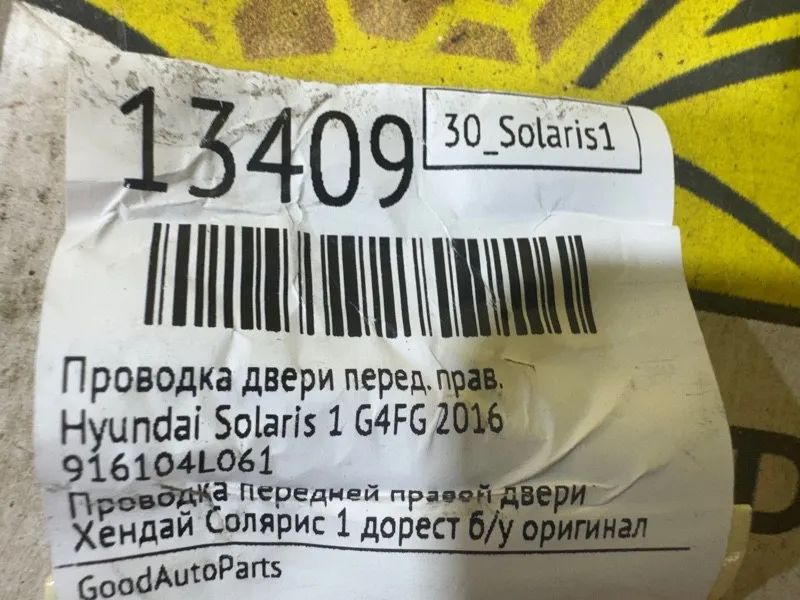 13409
30_Solaris1
Проводка двери перед. прав.
Hyundai Solaris 1 G4FG 2016
916104L061
Проводка передней правой двери
Хендай Солярис 1 дорест б/у оригинал
GoodAutoParts